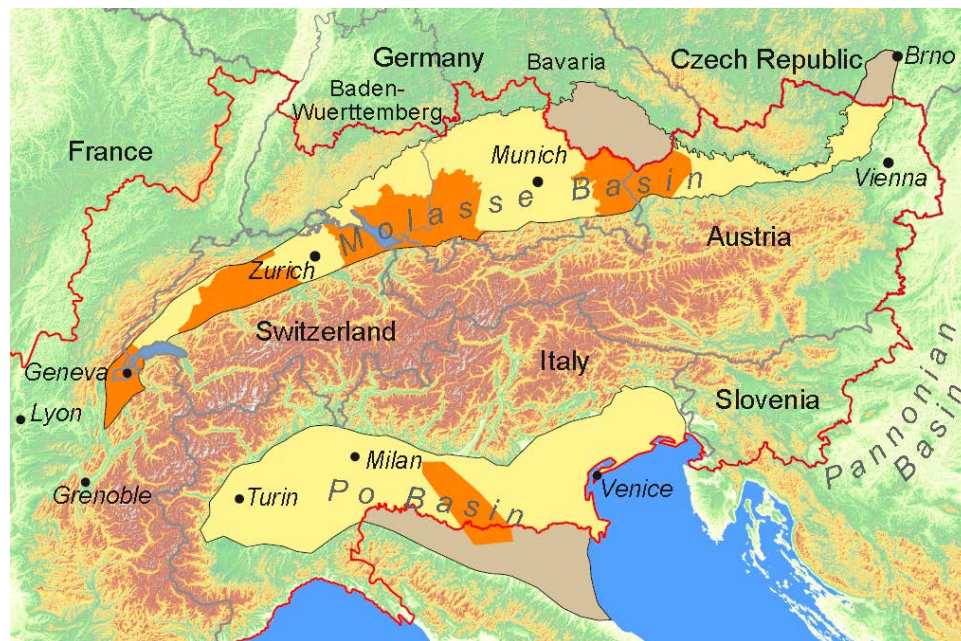 Germany
Bavaria
Czech Republic
Brno
Baden-
Wuerttemberg
France
Munich
Vienna
Molasse Basin
Austria
Zurich
Switzerland
Italy
Geneva
Slovenia
Lyon
Pannonian
Basin
Milan
Grenoble
Turin
Po Basin
Venice